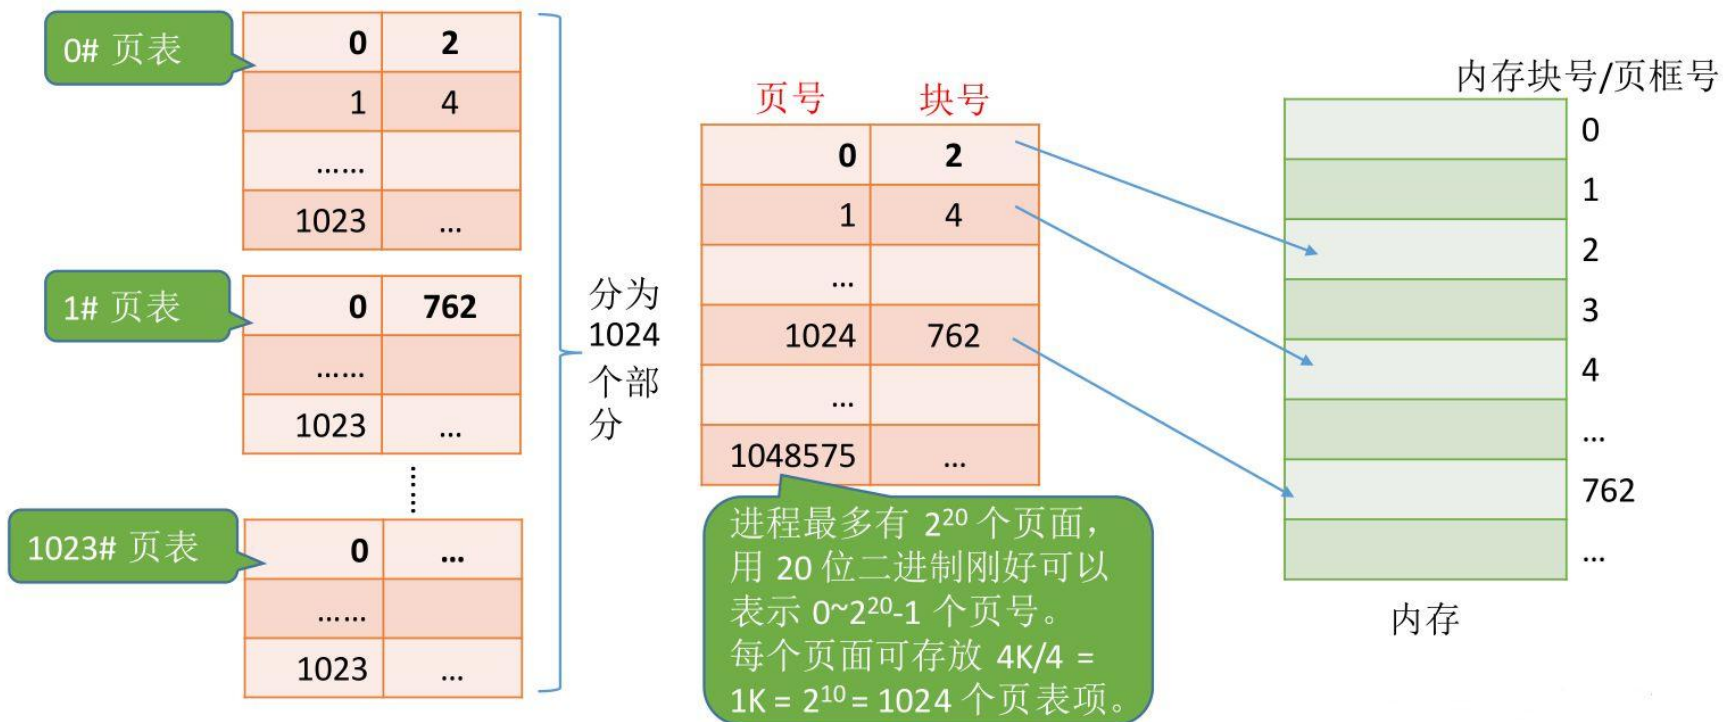 0# 页表
0 2
1 4
......
1023 ...
1# 页表
0 762
......
1023 ...
......
1023# 页表
0 ...
......
1023 ...
分为
1024
个部
分
页号 块号
0 2
1 4
...
1024 762
...
1048575 ...
进程最多有 2²⁰ 个页面，
用 20 位二进制刚好可以
表示 0~2²⁰-1 个页号。
每个页面可存放 4K/4 =
1K = 2¹⁰ = 1024 个页表项。
内存块号/页框号
0
1
2
3
4
...
762
...
内存